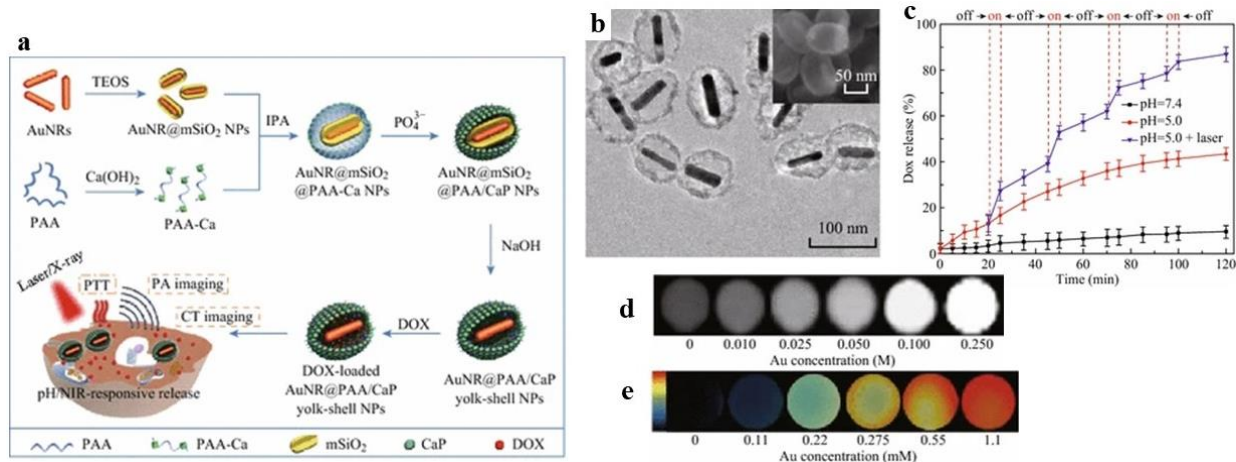 a
TEOS
AuNRs
AuNR@mSiO₂ NPs
IPA
PO₄³⁻
Ca(OH)₂
PAA
PAA-Ca
AuNR@mSiO₂
@PAA-Ca NPs
AuNR@mSiO₂
@PAA/CaP NPs
NaOH
Laser/X-ray
PTT
PA imaging
CT imaging
DOX
pH/NIR-responsive release
DOX-loaded
AuNR@PAA/CaP
yolk-shell NPs
AuNR@PAA/CaP
yolk-shell NPs
PAA
PAA-Ca
mSiO₂
CaP
DOX
b
50 nm
100 nm
c
off on off on off on off on off
Dox release (%)
100
80
60
40
20
0
pH=7.4
pH=5.0
pH=5.0 + laser
0 20 40 60 80 100 120
Time (min)
d
0 0.010 0.025 0.050 0.100 0.250
Au concentration (M)
e
0 0.11 0.22 0.275 0.55 1.1
Au concentration (mM)